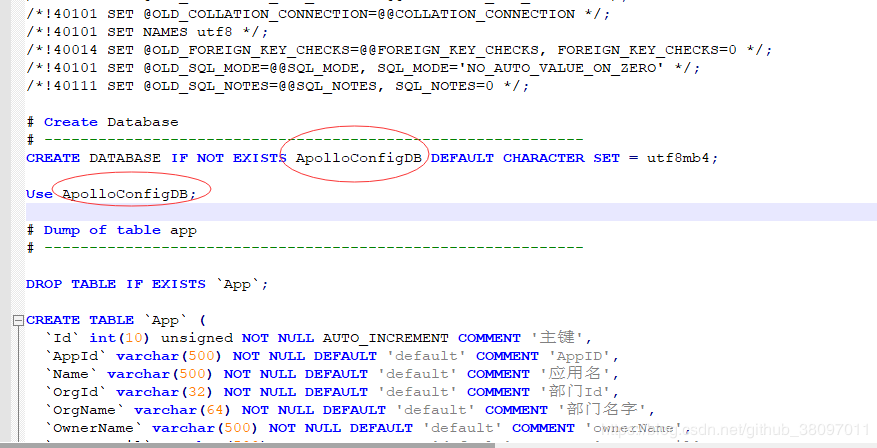 /*!40101 SET @OLD_COLLATION_CONNECTION=@@COLLATION_CONNECTION */;
/*!40101 SET NAMES utf8 */;
/*!40014 SET @OLD_FOREIGN_KEY_CHECKS=@@FOREIGN_KEY_CHECKS, FOREIGN_KEY_CHECKS=0 */;
/*!40101 SET @OLD_SQL_MODE=@@SQL_MODE, SQL_MODE='NO_AUTO_VALUE_ON_ZERO' */;
/*!40111 SET @OLD_SQL_NOTES=@@SQL_NOTES, SQL_NOTES=0 */;
# Create Database
# ------------------------------------------------------------
CREATE DATABASE IF NOT EXISTS ApolloConfigDB DEFAULT CHARACTER SET = utf8mb4;
Use ApolloConfigDB;
# Dump of table app
# ------------------------------------------------------------
DROP TABLE IF EXISTS `App`;
CREATE TABLE `App` (
`Id` int(10) unsigned NOT NULL AUTO_INCREMENT COMMENT '主键',
`AppId` varchar(500) NOT NULL DEFAULT 'default' COMMENT 'AppID',
`Name` varchar(500) NOT NULL DEFAULT 'default' COMMENT '应用名',
`OrgId` varchar(32) NOT NULL DEFAULT 'default' COMMENT '部门Id',
`OrgName` varchar(64) NOT NULL DEFAULT 'default' COMMENT '部门名字',
`OwnerName` varchar(500) NOT NULL DEFAULT 'default' COMMENT 'ownerName',